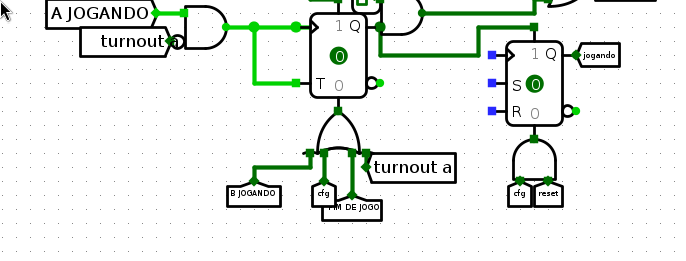 A JOGANDO
turnout a
1 Q
0
T 0
1 Q
jogando
S 0
R 0
turnout a
B JOGANDO
cfg
FIM DE JOGO
cfg
reset